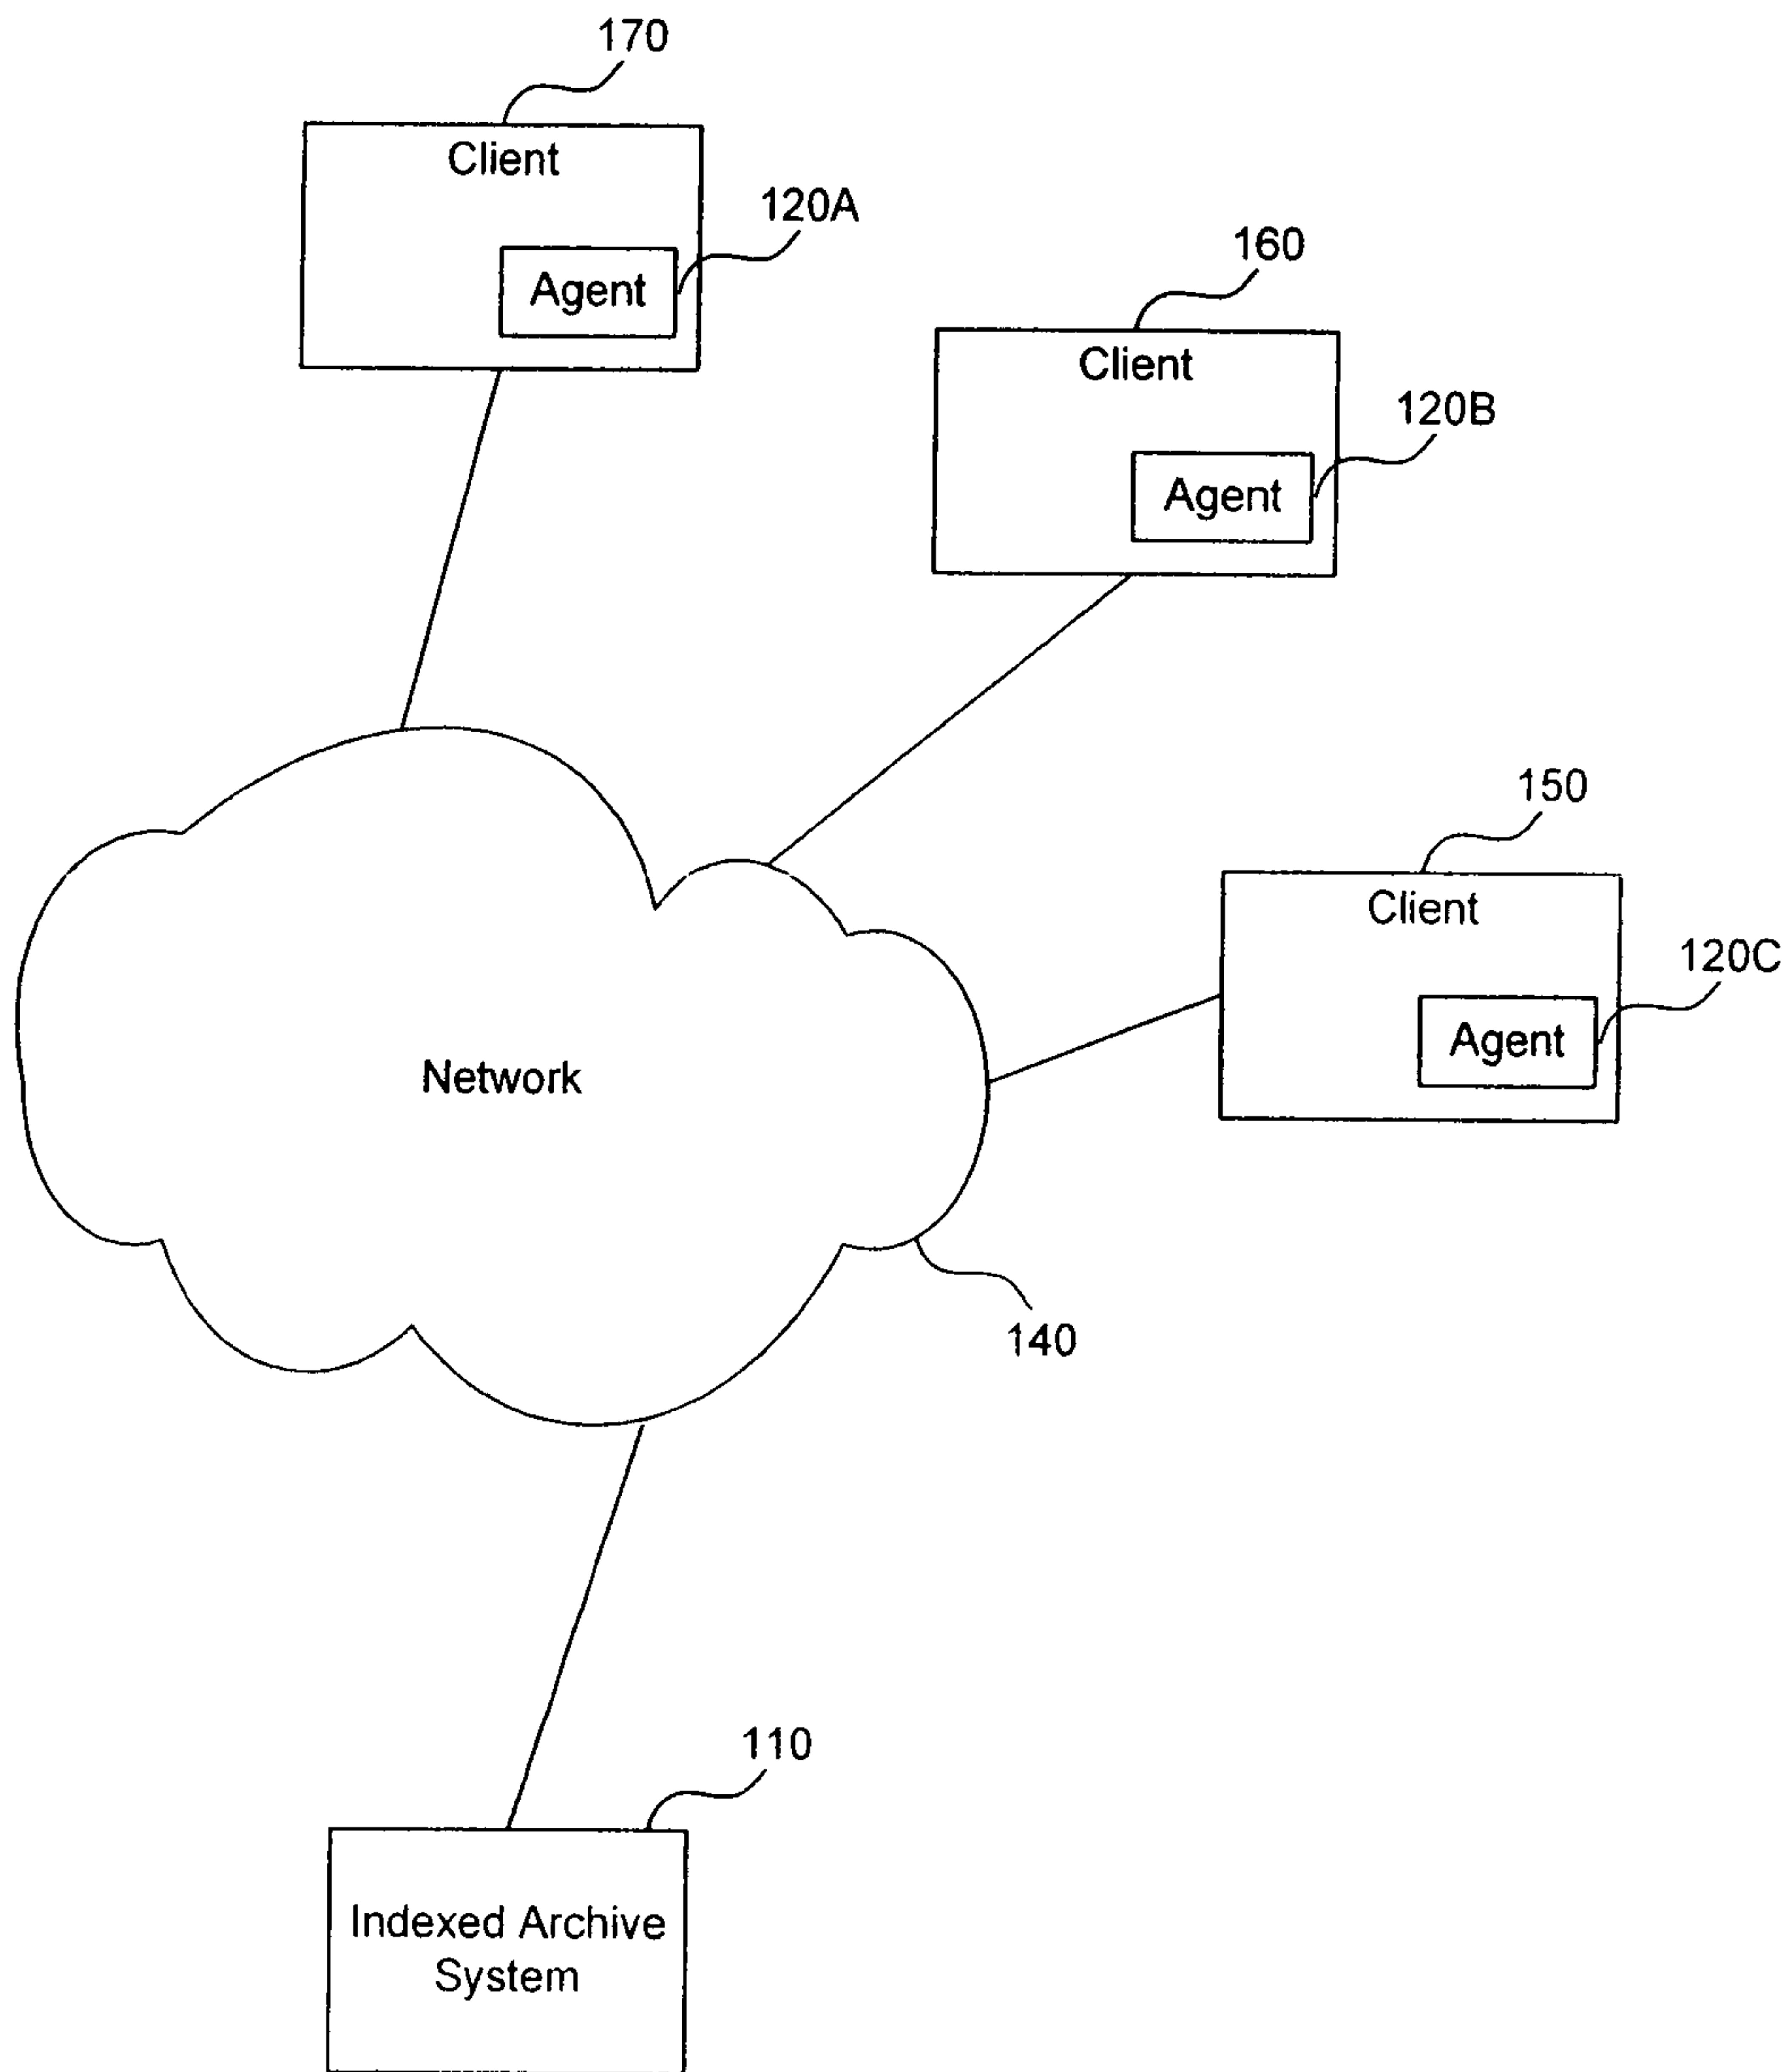 170
Client
120A
Agent
160
Client
120B
Agent
150
Client
120C
Agent
Network
140
110
Indexed Archive
System